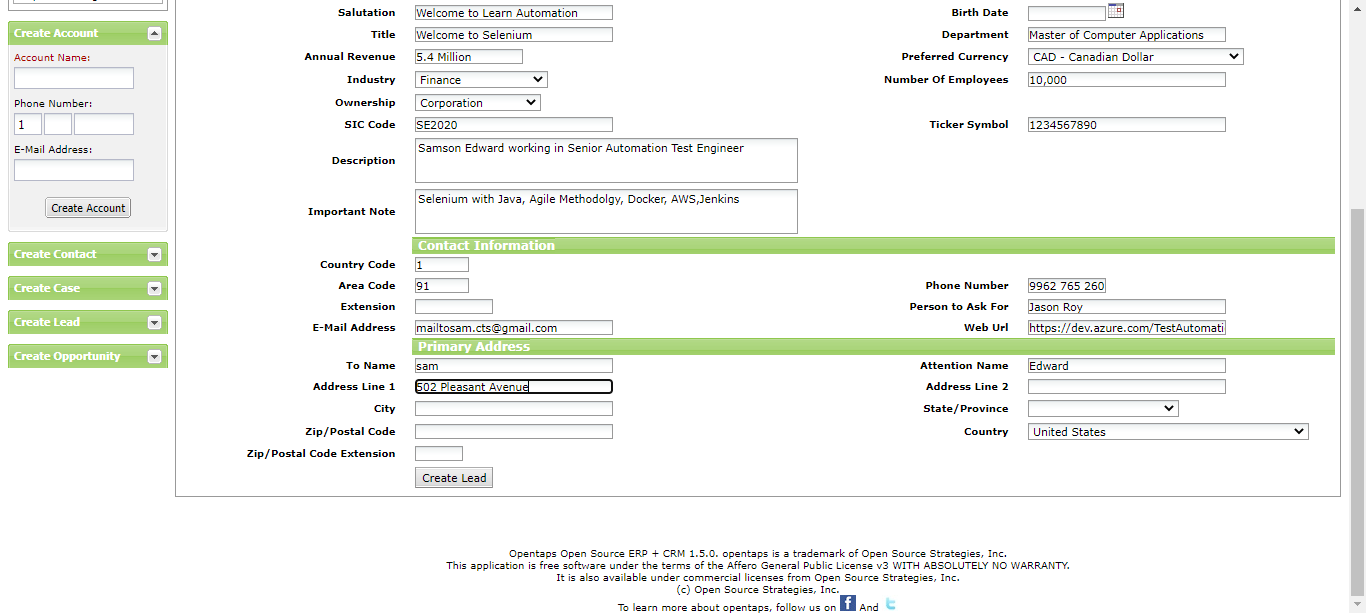 Create Account
Account Name:
Phone Number:
1
E-Mail Address:
Create Account
Create Contact
Create Case
Create Lead
Create Opportunity
Salutation Welcome to Learn Automation Birth Date
Title Welcome to Selenium Department Master of Computer Applications
Annual Revenue 5.4 Million Preferred Currency CAD - Canadian Dollar
Industry Finance Number Of Employees 10,000
Ownership Corporation
SIC Code SE2020 Ticker Symbol 1234567890
Description Samson Edward working in Senior Automation Test Engineer
Important Note Selenium with Java, Agile Methodolgy, Docker, AWS,Jenkins
Contact Information
Country Code 1
Area Code 91 Phone Number 9962 765 260
Extension Person to Ask For Jason Roy
E-Mail Address mailtosam.cts@gmail.com Web Url https://dev.azure.com/TestAutomati
Primary Address
To Name sam Attention Name Edward
Address Line 1 502 Pleasant Avenue Address Line 2
City State/Province
Zip/Postal Code Country United States
Zip/Postal Code Extension
Create Lead
Opentaps Open Source ERP + CRM 1.5.0. opentaps is a trademark of Open Source Strategies, Inc.
This application is free software under the terms of the Affero General Public License v3 WITH ABSOLUTELY NO WARRANTY.
It is also available under commercial licenses from Open Source Strategies, Inc.
(c) Open Source Strategies, Inc.
To learn more about opentaps, follow us on f And t